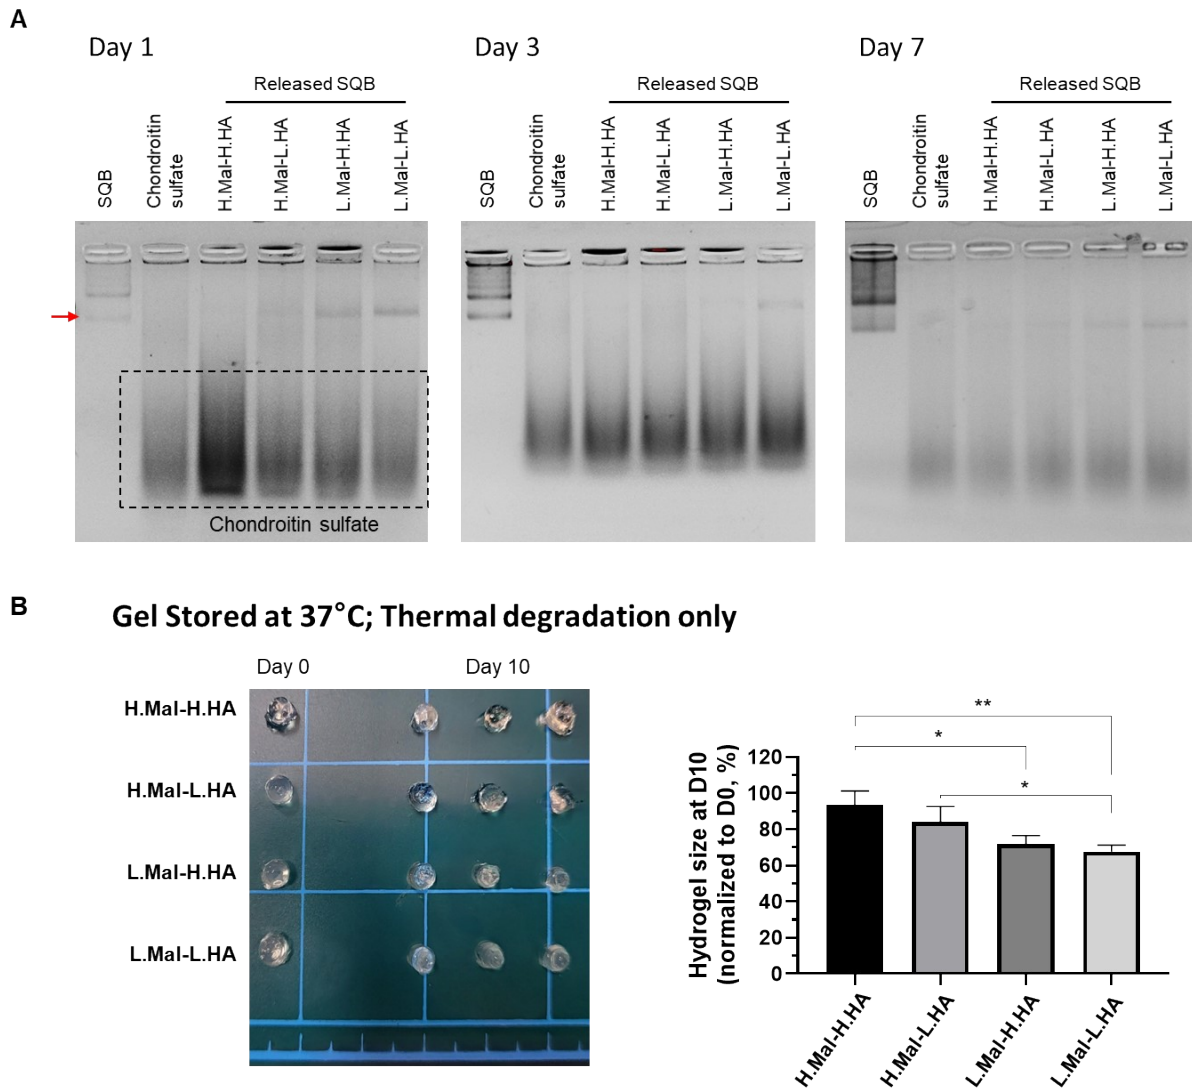 A
Day 1
Day 3
Day 7
Released SQB
Released SQB
Released SQB
SQB
Chondroitin
sulfate
H.Mal-H.HA
H.Mal-L.HA
L.Mal-H.HA
L.Mal-L.HA
SQB
Chondroitin
sulfate
H.Mal-H.HA
H.Mal-L.HA
L.Mal-H.HA
L.Mal-L.HA
SQB
Chondroitin
sulfate
H.Mal-H.HA
H.Mal-L.HA
L.Mal-H.HA
L.Mal-L.HA
Chondroitin sulfate
B
Gel Stored at 37°C; Thermal degradation only
Day 0
Day 10
H.Mal-H.HA
H.Mal-L.HA
L.Mal-H.HA
L.Mal-L.HA
Hydrogel size at D10
(normalized to D0, %)
120
100
80
60
40
20
0
**
*
*
H.Mal-H.HA
H.Mal-L.HA
L.Mal-H.HA
L.Mal-L.HA